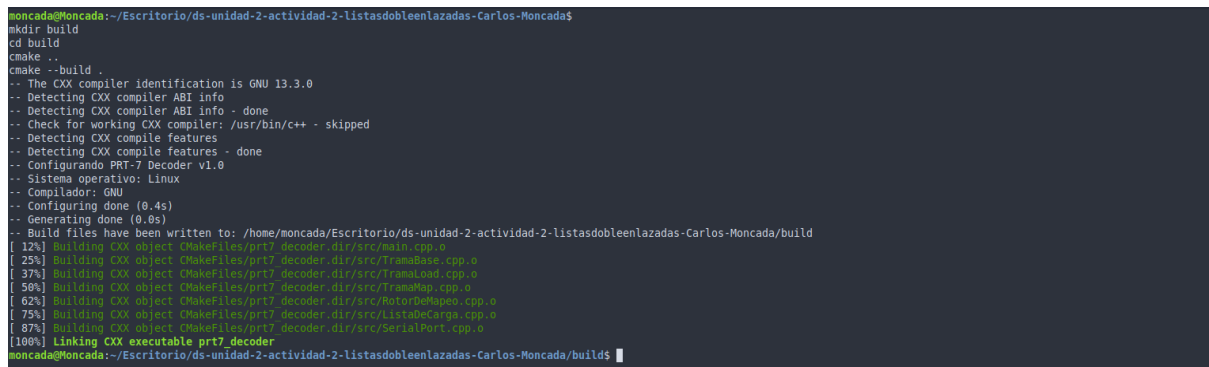 moncada@Moncada:~/Escritorio/ds-unidad-2-actividad-2-listasdobleenlazadas-Carlos-Moncada$
mkdir build
cd build
cmake ..
cmake --build .
-- The CXX compiler identification is GNU 13.3.0
-- Detecting CXX compiler ABI info
-- Detecting CXX compiler ABI info - done
-- Check for working CXX compiler: /usr/bin/c++ - skipped
-- Detecting CXX compile features
-- Detecting CXX compile features - done
-- Configurando PRT-7 Decoder v1.0
-- Sistema operativo: Linux
-- Compilador: GNU
-- Configuring done (0.4s)
-- Generating done (0.0s)
-- Build files have been written to: /home/moncada/Escritorio/ds-unidad-2-actividad-2-listasdobleenlazadas-Carlos-Moncada/build
[ 12%] Building CXX object CMakeFiles/prt7_decoder.dir/src/main.cpp.o
[ 25%] Building CXX object CMakeFiles/prt7_decoder.dir/src/TramaBase.cpp.o
[ 37%] Building CXX object CMakeFiles/prt7_decoder.dir/src/TramaLoad.cpp.o
[ 50%] Building CXX object CMakeFiles/prt7_decoder.dir/src/TramaMap.cpp.o
[ 62%] Building CXX object CMakeFiles/prt7_decoder.dir/src/RotorDeMapeo.cpp.o
[ 75%] Building CXX object CMakeFiles/prt7_decoder.dir/src/ListaDeCarga.cpp.o
[ 87%] Building CXX object CMakeFiles/prt7_decoder.dir/src/SerialPort.cpp.o
[100%] Linking CXX executable prt7_decoder
moncada@Moncada:~/Escritorio/ds-unidad-2-actividad-2-listasdobleenlazadas-Carlos-Moncada/build$